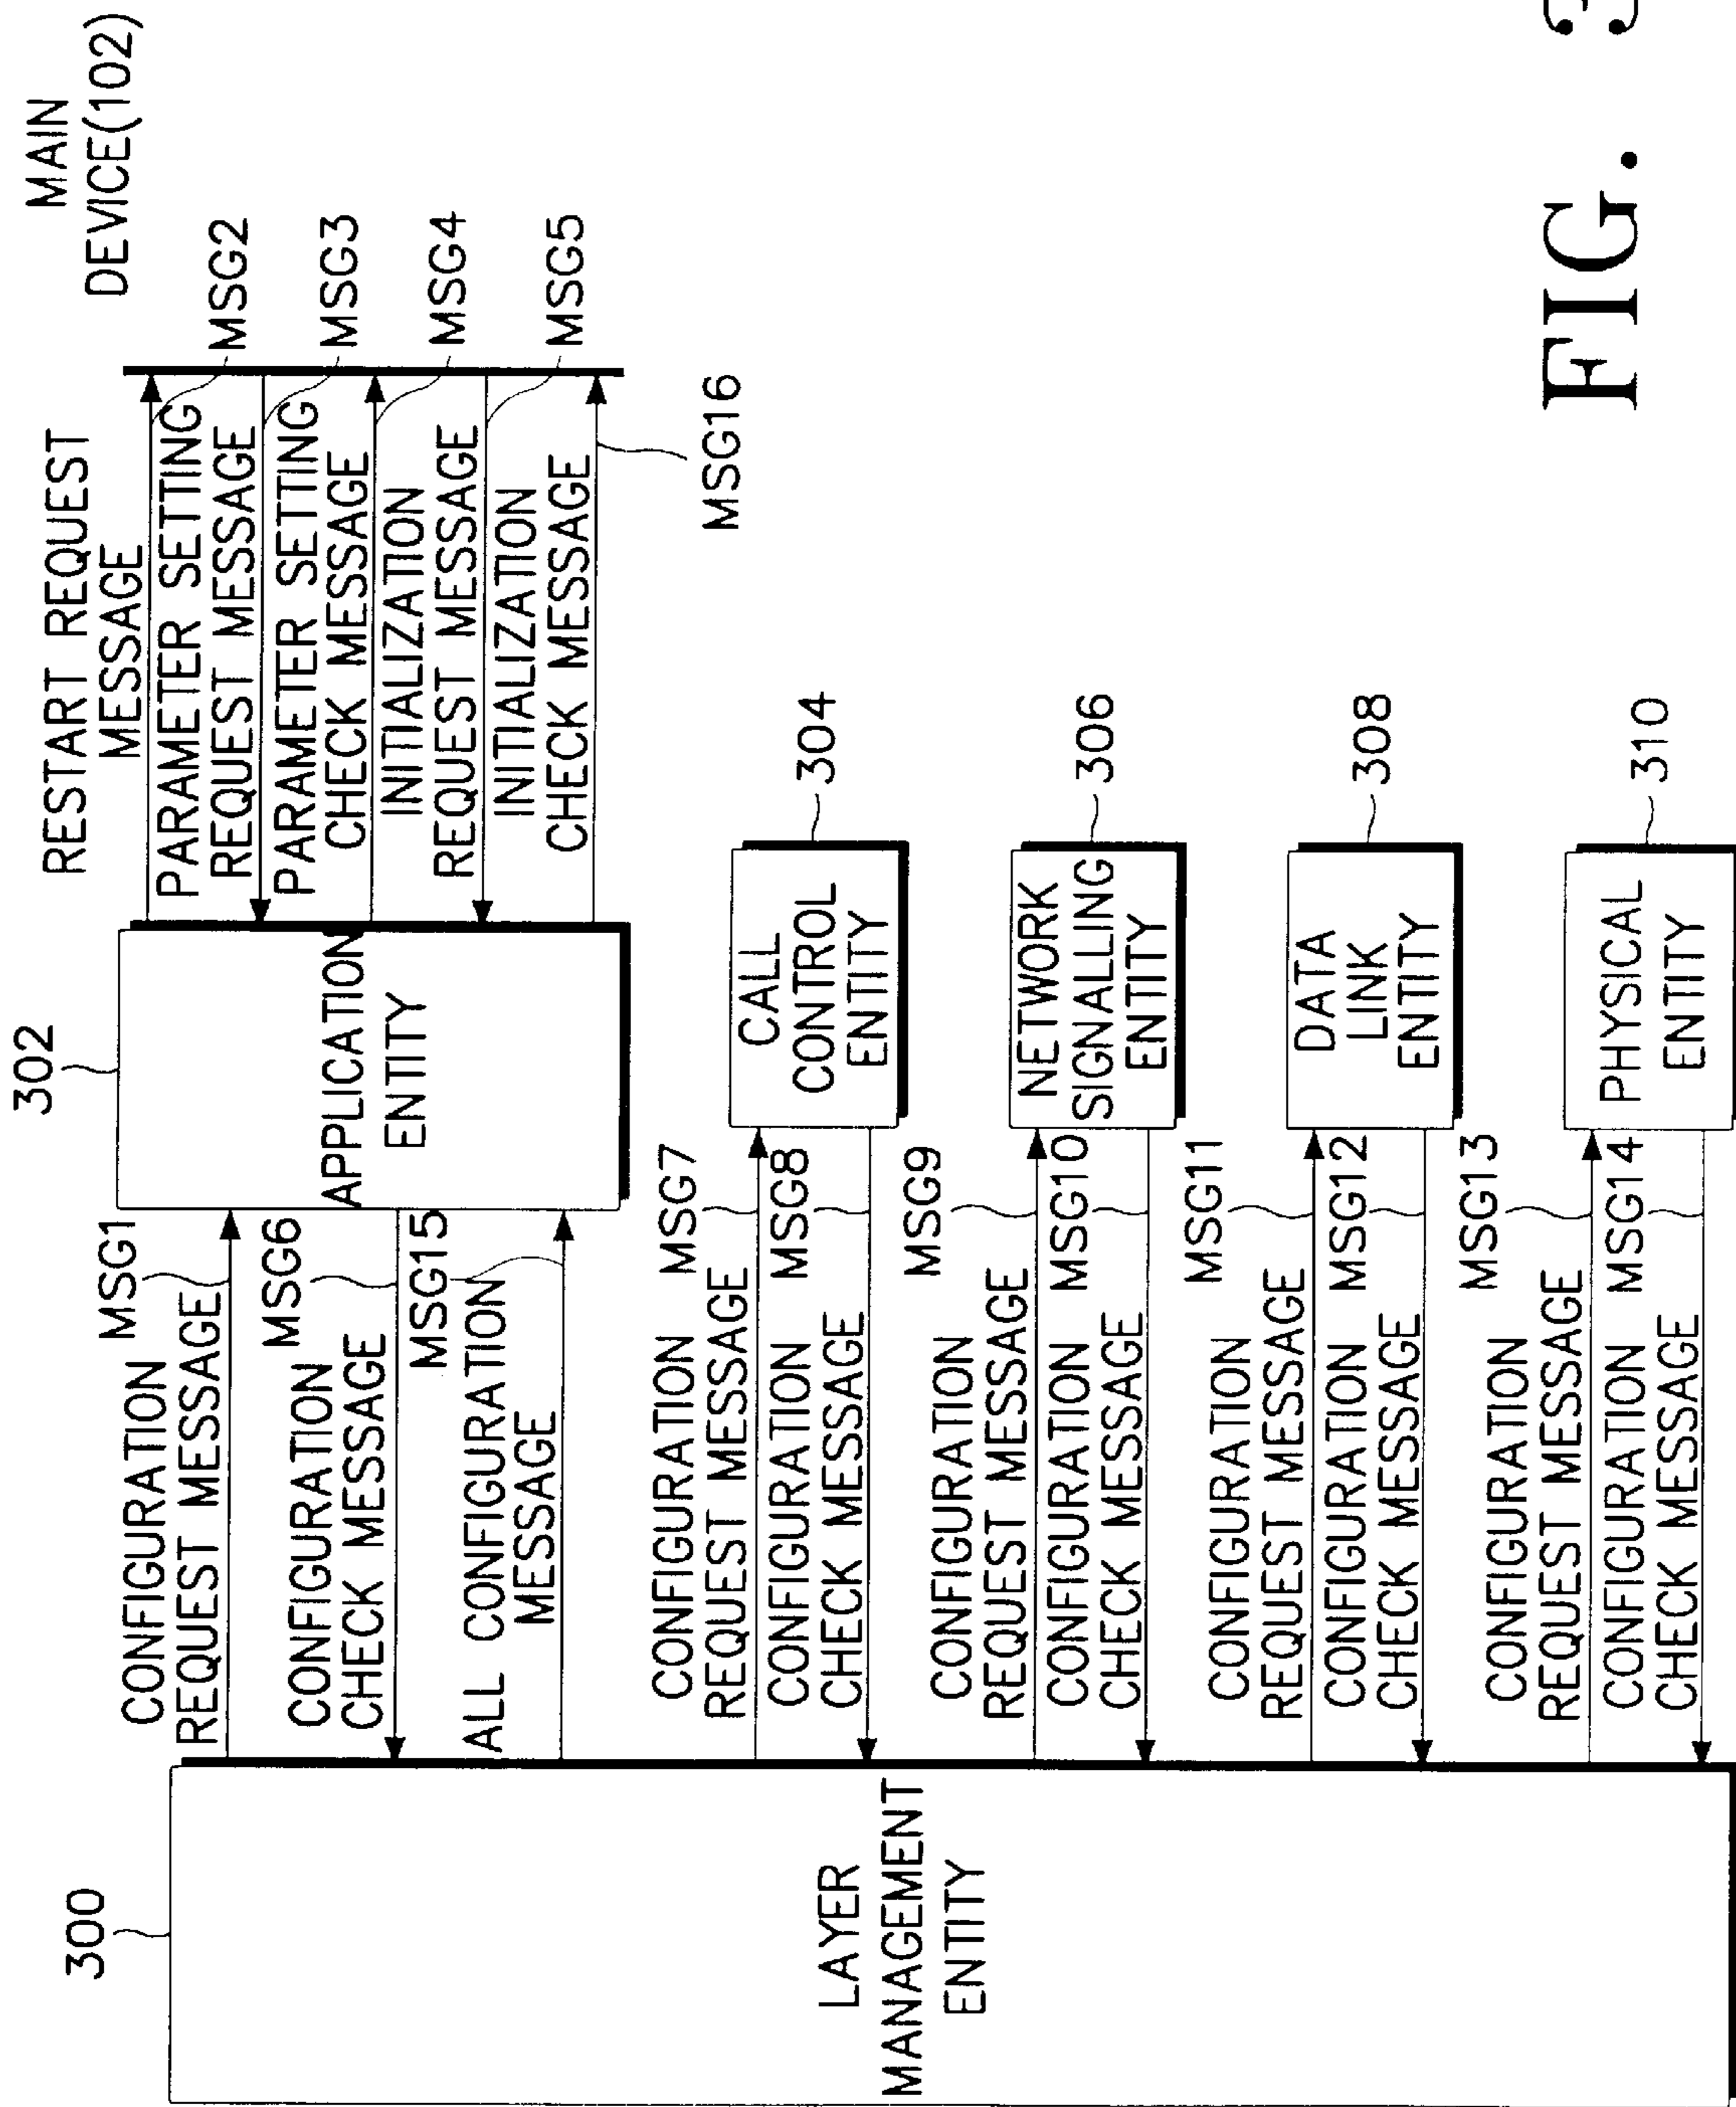 MAIN
DEVICE(102)
RESTART REQUEST
MESSAGE
MSG2
PARAMETER SETTING
REQUEST MESSAGE
MSG3
PARAMETER SETTING
CHECK MESSAGE
MSG4
INITIALIZATION
REQUEST MESSAGE
MSG5
INITIALIZATION
CHECK MESSAGE
MSG16
302
APPLICATION
ENTITY
MSG1
CONFIGURATION
REQUEST MESSAGE
MSG6
CONFIGURATION
CHECK MESSAGE
MSG15
ALL CONFIGURATION
MESSAGE
300
LAYER
MANAGEMENT
ENTITY
MSG7
CONFIGURATION
REQUEST MESSAGE
MSG8
CONFIGURATION
CHECK MESSAGE
CALL
CONTROL
ENTITY
304
MSG9
CONFIGURATION
REQUEST MESSAGE
MSG10
CONFIGURATION
CHECK MESSAGE
NETWORK
SIGNALLING
ENTITY
306
MSG11
CONFIGURATION
REQUEST MESSAGE
MSG12
CONFIGURATION
CHECK MESSAGE
DATA
LINK
ENTITY
308
MSG13
CONFIGURATION
REQUEST MESSAGE
MSG14
CONFIGURATION
CHECK MESSAGE
PHYSICAL
ENTITY
310
FIG. 3